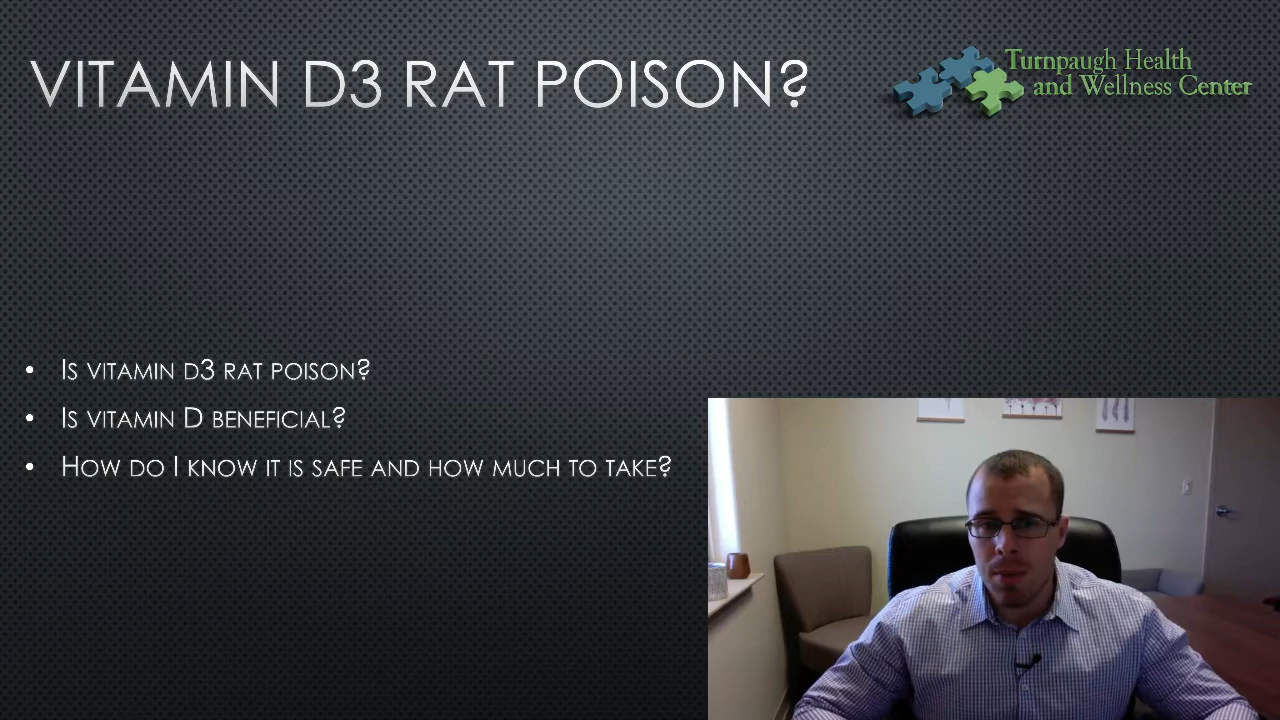 VITAMIN D3 RAT POISON?
Turnpaugh Health
and Wellness Center
• IS VITAMIN D3 RAT POISON?
• IS VITAMIN D BENEFICIAL?
• HOW DO I KNOW IT IS SAFE AND HOW MUCH TO TAKE?